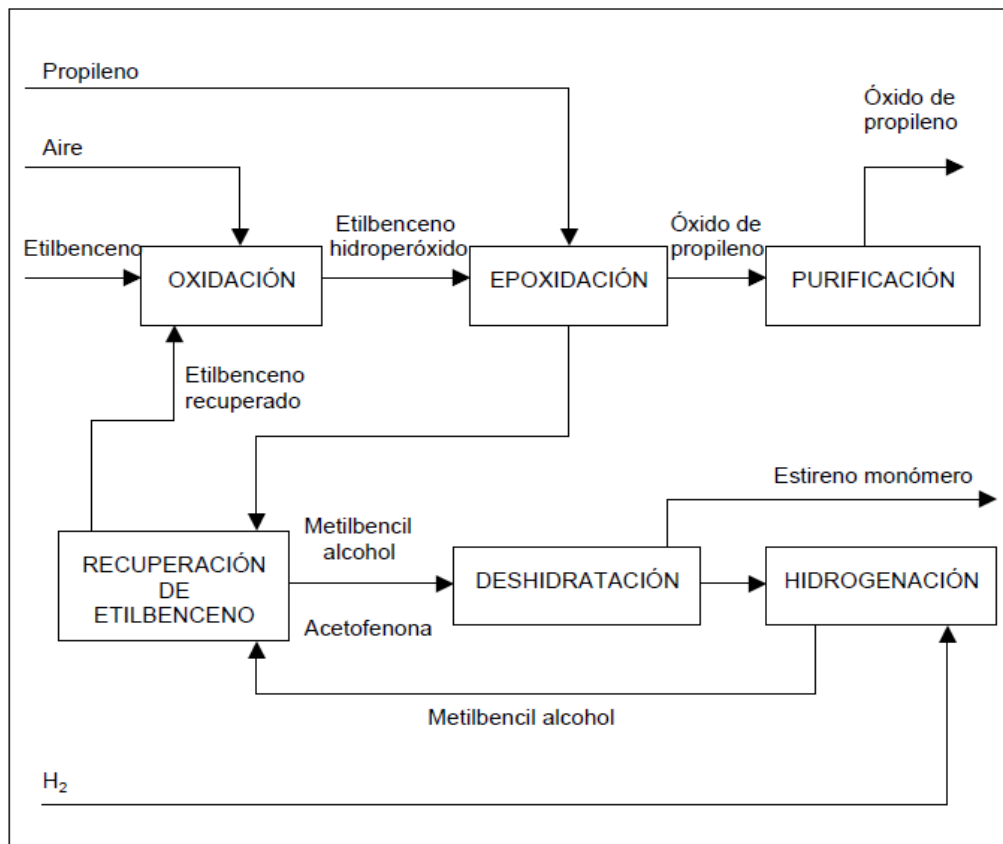 Propileno
Óxido de
propileno
Aire
Etilbenceno
Etilbenceno
hidroperóxido
Óxido de
propileno
OXIDACIÓN
EPOXIDACIÓN
PURIFICACIÓN
Etilbenceno
recuperado
Estireno monómero
Metilbencil
alcohol
RECUPERACIÓN
DE
ETILBENCENO
DESHIDRATACIÓN
HIDROGENACIÓN
Acetofenona
Metilbencil alcohol
H₂